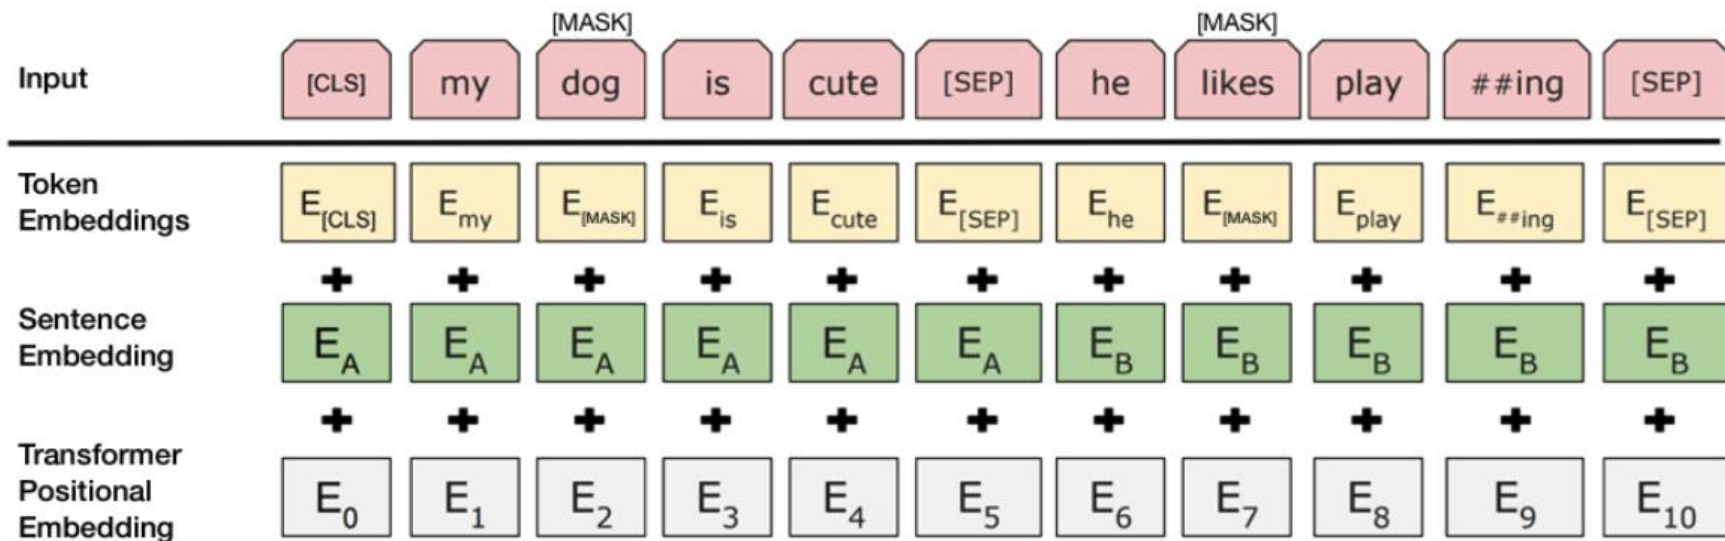 [MASK] [MASK]
Input [CLS] my dog is cute [SEP] he likes play ##ing [SEP]
Token
Embeddings E[CLS] Emy E[MASK] Eis Ecute E[SEP] Ehe E[MASK] Eplay E##ing E[SEP]
+ + + + + + + + + + +
Sentence
Embedding EA EA EA EA EA EA EB EB EB EB EB
+ + + + + + + + + + +
Transformer
Positional
Embedding E0 E1 E2 E3 E4 E5 E6 E7 E8 E9 E10